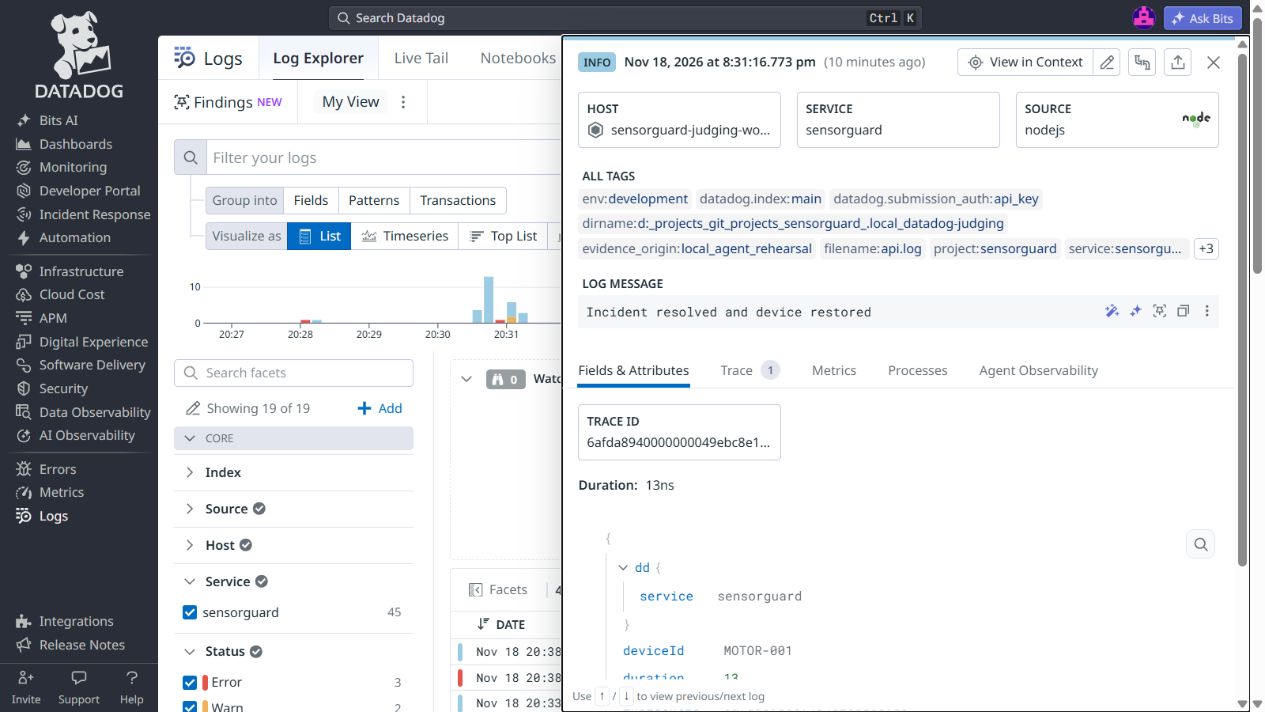 Search Datadog
Ctrl K
Ask Bits
DATADOG
Bits AI
Dashboards
Monitoring
Developer Portal
Incident Response
Automation
Infrastructure
Cloud Cost
APM
Digital Experience
Software Delivery
Security
Data Observability
AI Observability
Errors
Metrics
Logs
Integrations
Release Notes
Invite
Support
Help
Logs
Log Explorer
Live Tail
Notebooks
Findings NEW
My View
Filter your logs
Group into
Fields
Patterns
Transactions
Visualize as
List
Timeseries
Top List
10
0
20:27
20:28
20:29
20:30
20:31
Search facets
Showing 19 of 19
Add
CORE
Index
Source
Host
Service
sensorguard 45
Status
Error 3
Warn 2
0
Watc
Facets
DATE
Nov 18 20:38
Nov 18 20:38
Nov 18 20:33
INFO
Nov 18, 2026 at 8:31:16.773 pm (10 minutes ago)
View in Context
HOST
sensorguard-judging-wo...
SERVICE
sensorguard
SOURCE
nodejs
node
ALL TAGS
env:development datadog.index:main datadog.submission_auth:api_key
dirname:d:_projects_git_projects_sensorguard_.local_datadog-judging
evidence_origin:local_agent_rehearsal filename:api.log project:sensorguard service:sensorgu... +3
LOG MESSAGE
Incident resolved and device restored
Fields & Attributes
Trace 1
Metrics
Processes
Agent Observability
TRACE ID
6afda8940000000049ebc8e1...
Duration: 13ns
{
dd {
service sensorguard
}
deviceId MOTOR-001
duration 13
Use ↑ / ↓ to view previous/next log